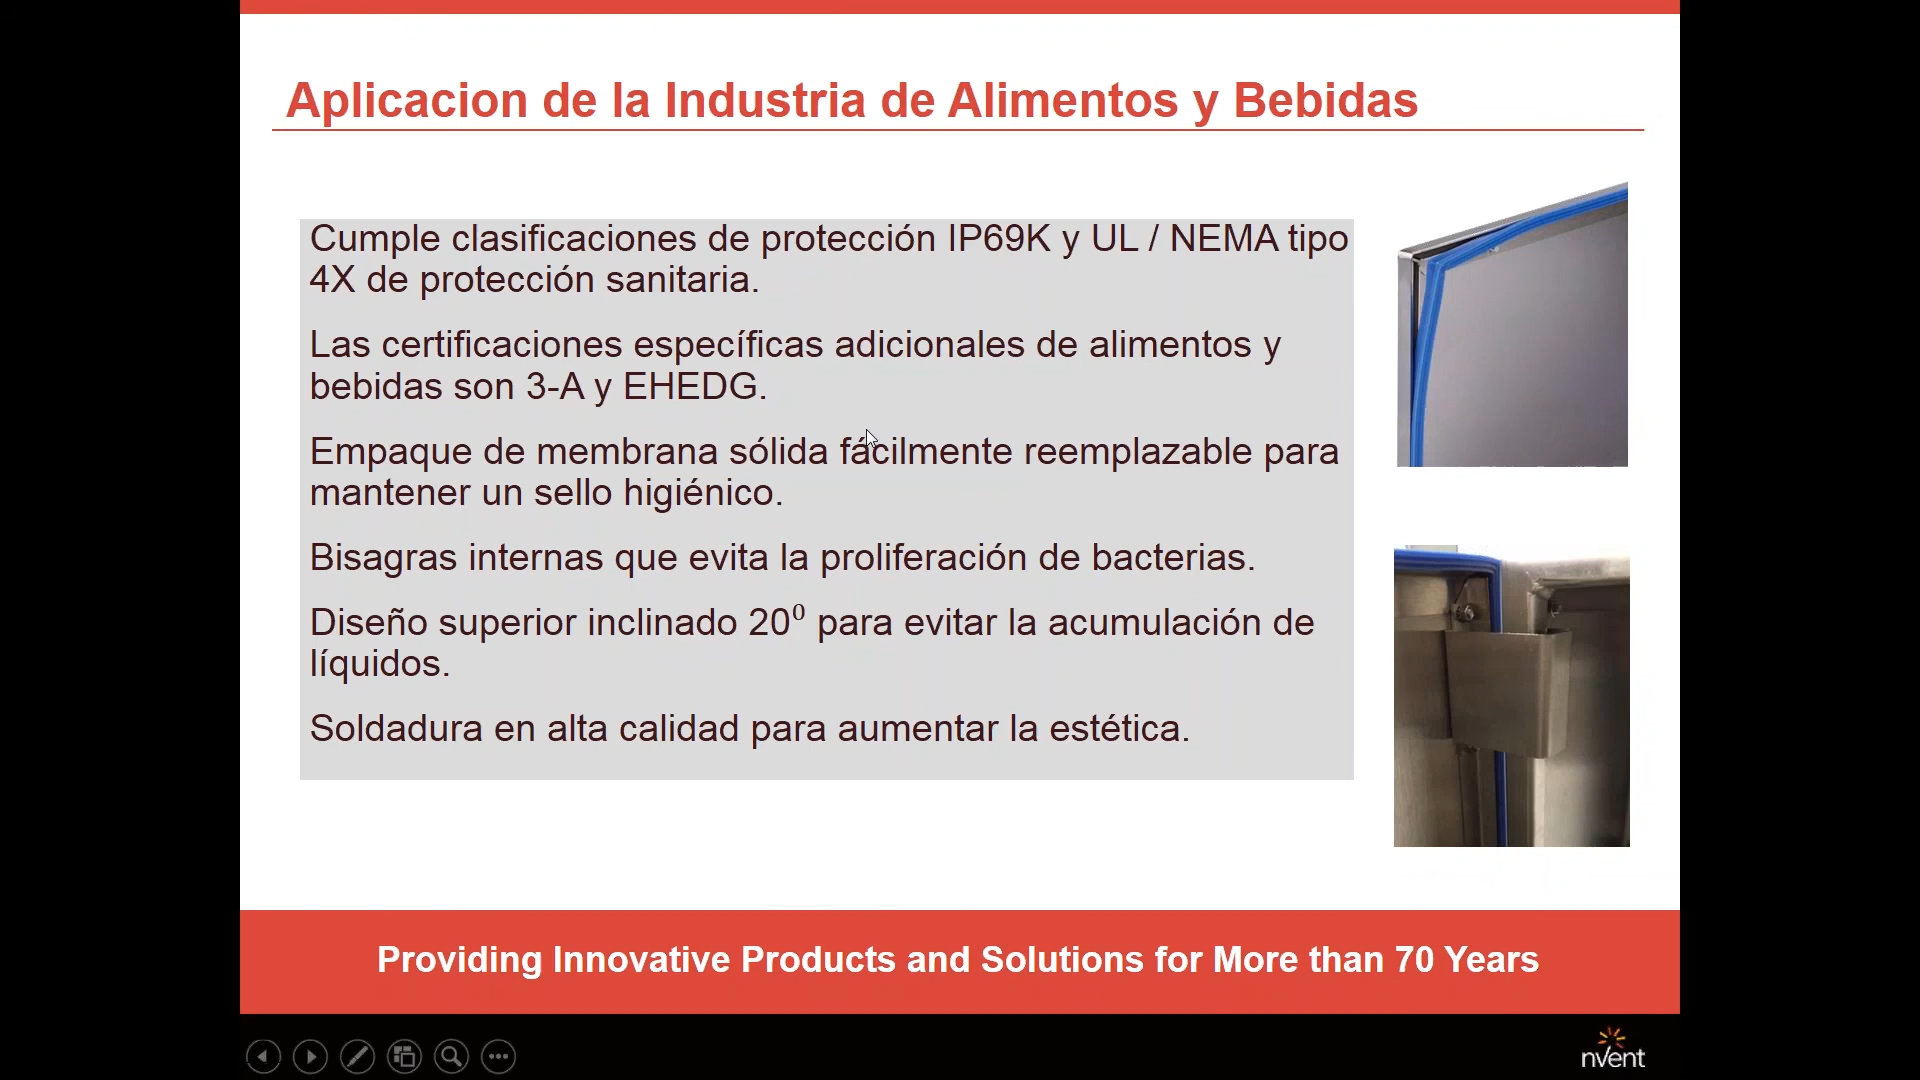 Aplicacion de la Industria de Alimentos y Bebidas
Cumple clasificaciones de protección IP69K y UL / NEMA tipo
4X de protección sanitaria.
Las certificaciones específicas adicionales de alimentos y
bebidas son 3-A y EHEDG.
Empaque de membrana sólida fácilmente reemplazable para
mantener un sello higiénico.
Bisagras internas que evita la proliferación de bacterias.
Diseño superior inclinado 20⁰ para evitar la acumulación de
líquidos.
Soldadura en alta calidad para aumentar la estética.
Providing Innovative Products and Solutions for More than 70 Years
nvent